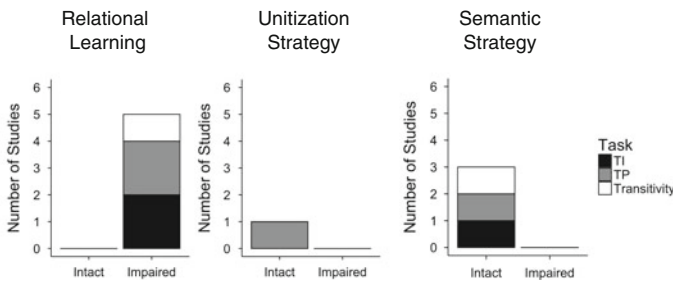 Relational
Learning
Unitization
Strategy
Semantic
Strategy
Number of Studies
6
5
4
3
2
1
0
Intact Impaired
Number of Studies
6
5
4
3
2
1
0
Intact Impaired
Number of Studies
6
5
4
3
2
1
0
Intact Impaired
Task
TI
TP
Transitivity